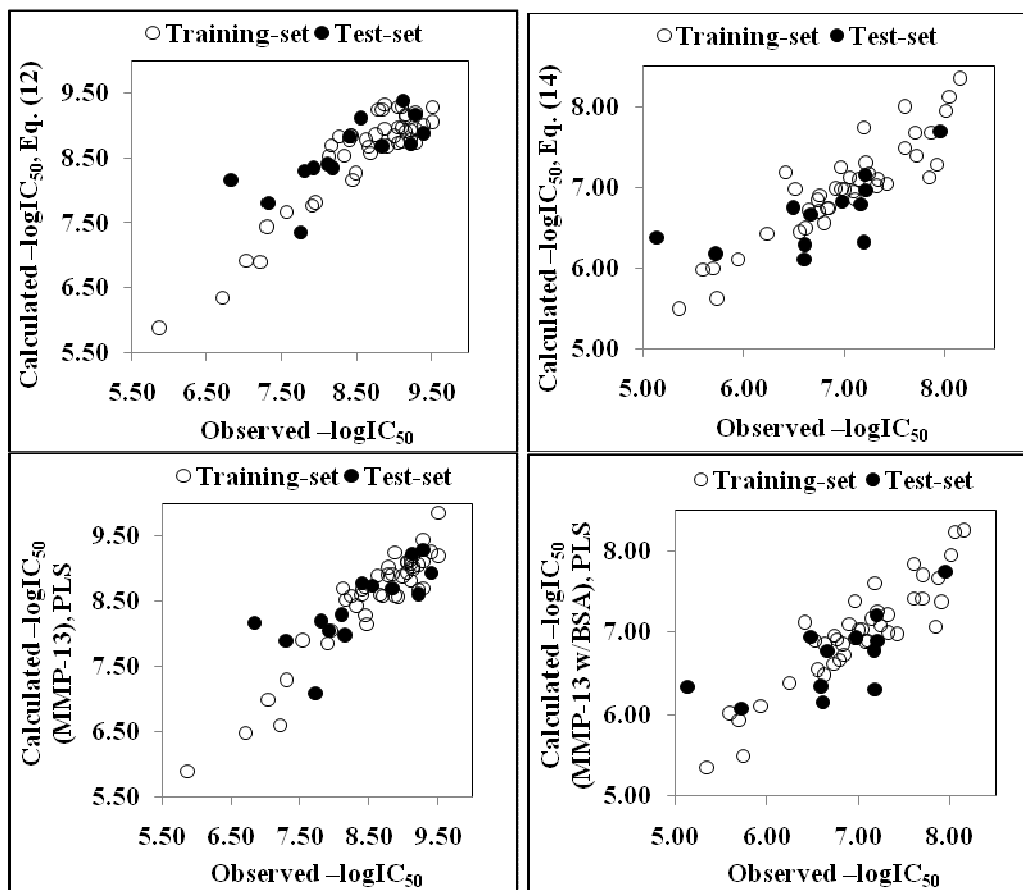 Training-set Test-set
Calculated –logIC50, Eq. (12)
9.50
8.50
7.50
6.50
5.50
5.50 6.50 7.50 8.50 9.50
Observed –logIC50
Training-set Test-set
Calculated –logIC50, Eq. (14)
8.00
7.00
6.00
5.00
5.00 6.00 7.00 8.00
Observed –logIC50
Training-set Test-set
Calculated –logIC50
(MMP-13), PLS
9.50
8.50
7.50
6.50
5.50
5.50 6.50 7.50 8.50 9.50
Observed –logIC50
Training-set Test-set
Calculated –logIC50
(MMP-13 w/BSA), PLS
8.00
7.00
6.00
5.00
5.00 6.00 7.00 8.00
Observed –logIC50